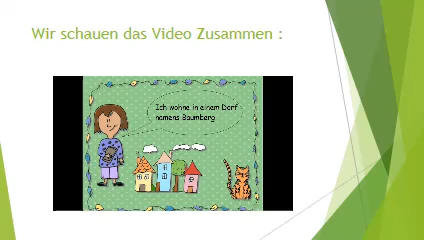 Wir schauen das Video Zusammen :
Ich wohne in einem Dorf
namens Baumberg